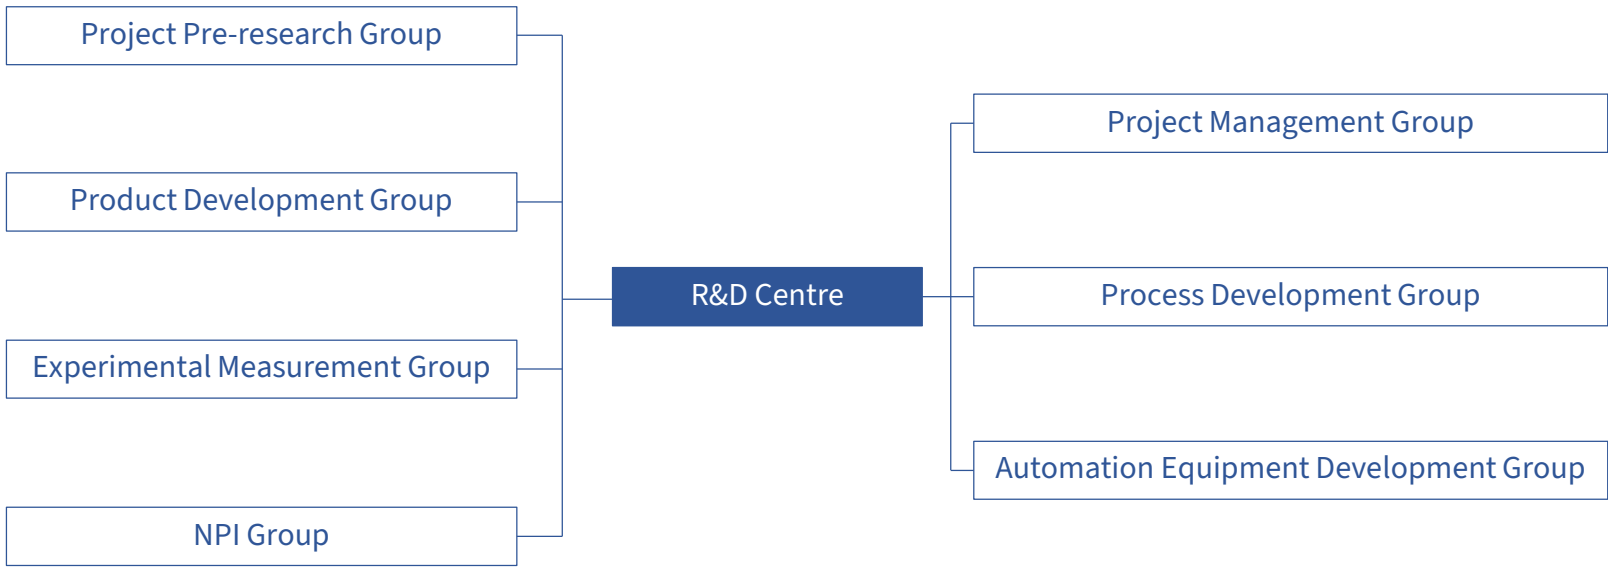 Project Pre-research Group
Product Development Group
Experimental Measurement Group
NPI Group
R&D Centre
Project Management Group
Process Development Group
Automation Equipment Development Group